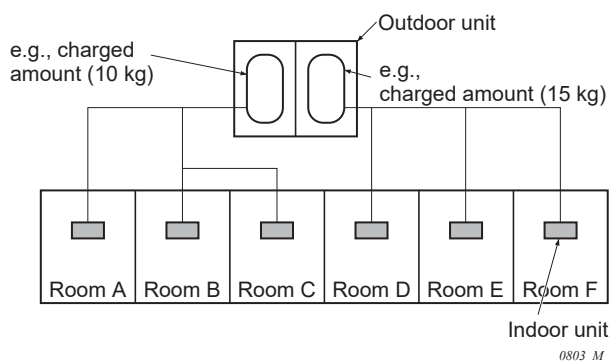 Outdoor unit
e.g., charged
amount (10 kg)
e.g.,
charged amount (15 kg)
Room A
Room B
Room C
Room D
Room E
Room F
Indoor unit
0803_M